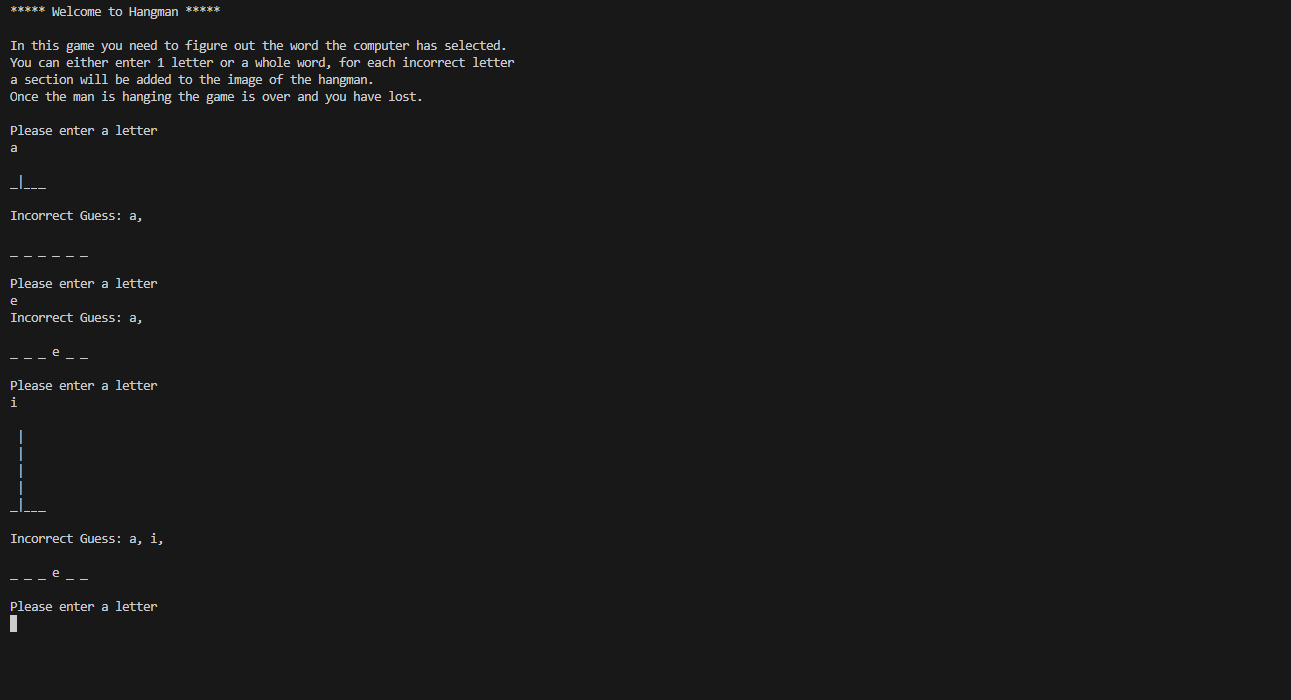 ***** Welcome to Hangman *****
In this game you need to figure out the word the computer has selected.
You can either enter 1 letter or a whole word, for each incorrect letter
a section will be added to the image of the hangman.
Once the man is hanging the game is over and you have lost.
Please enter a letter
a
_|___
Incorrect Guess: a,
_ _ _ _ _ _
Please enter a letter
e
Incorrect Guess: a,
_ _ _ e _ _
Please enter a letter
i
 |
 |
 |
 |
_|___
Incorrect Guess: a, i,
_ _ _ e _ _
Please enter a letter